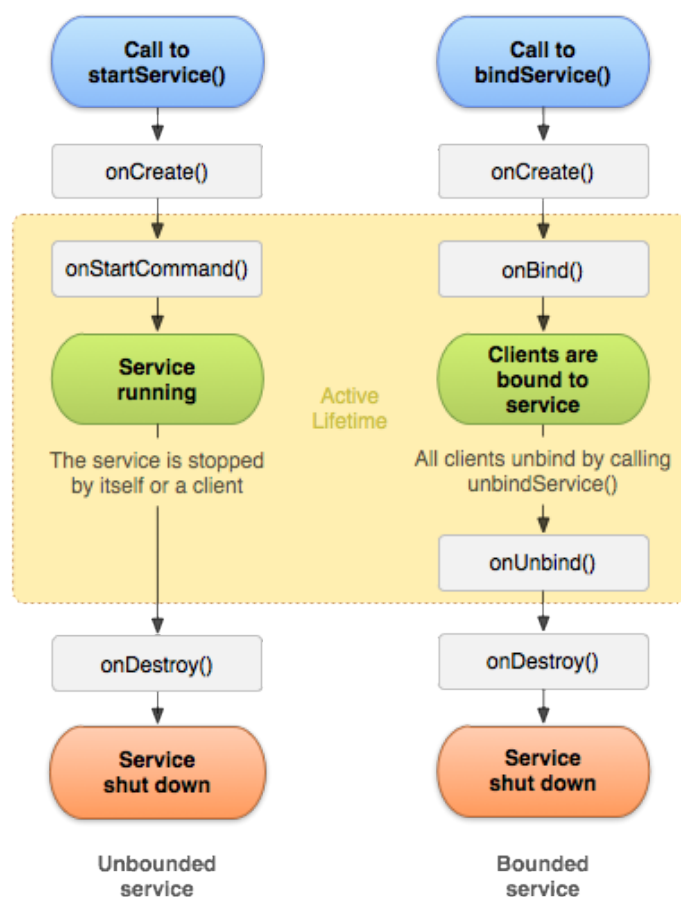 Call to
startService()
onCreate()
onStartCommand()
Service
running
The service is stopped
by itself or a client
onDestroy()
Service
shut down
Unbounded
service
Active
Lifetime
Call to
bindService()
onCreate()
onBind()
Clients are
bound to
service
All clients unbind by calling
unbindService()
onUnbind()
onDestroy()
Service
shut down
Bounded
service